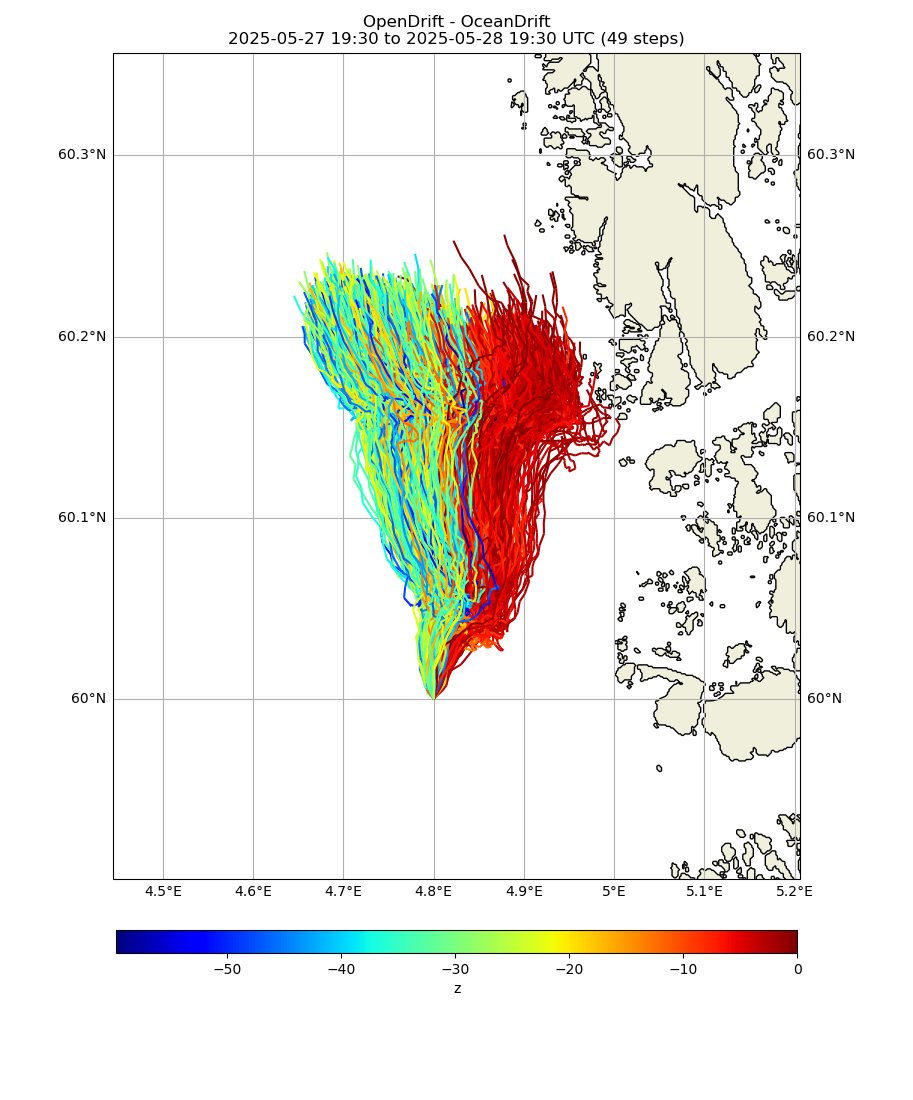 OpenDrift - OceanDrift
2025-05-27 19:30 to 2025-05-28 19:30 UTC (49 steps)
60.3°N 60.3°N
60.2°N 60.2°N
60.1°N 60.1°N
60°N 60°N
4.5°E 4.6°E 4.7°E 4.8°E 4.9°E 5°E 5.1°E 5.2°E
−50 −40 −30 −20 −10 0
z